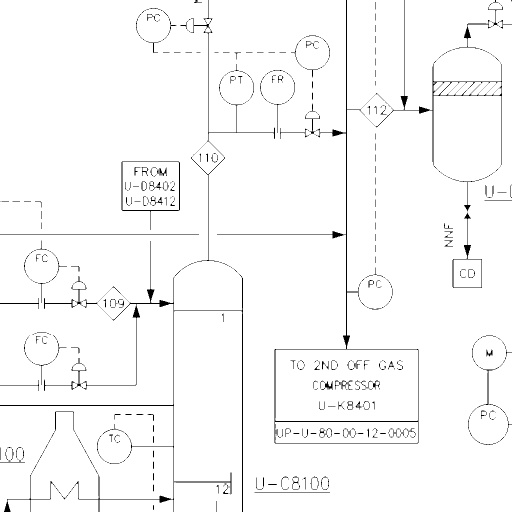 PC
PC
PT
FR
112
110
FROM
U-D8402
U-D8412
NNF
FC
CD
109
PC
1
FC
M
TO 2ND OFF GAS
COMPRESSOR
U-K8401
PC
UP-U-80-00-12-0005
TC
100
12
U-C8100